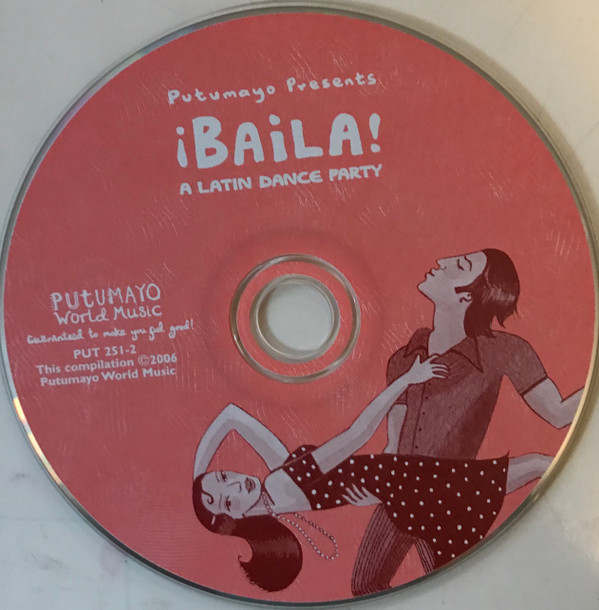 Putumayo Presents
¡BAiLA!
A LATIN DANCE PARTY
PUTUMAYO
World Music
Guaranteed to make you feel good!
PUT 251-2
This compilation ©2006
Putumayo World Music